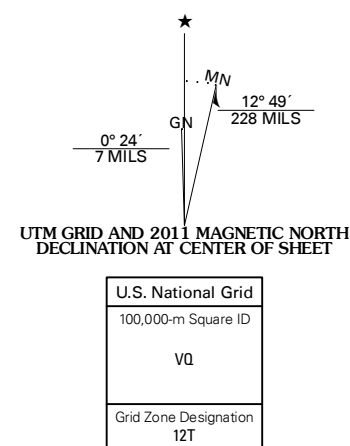 ★
MN
GN
12° 49´
228 MILS
0° 24´
7 MILS
UTM GRID AND 2011 MAGNETIC NORTH
DECLINATION AT CENTER OF SHEET
U.S. National Grid
100,000-m Square ID
VQ
Grid Zone Designation
12T